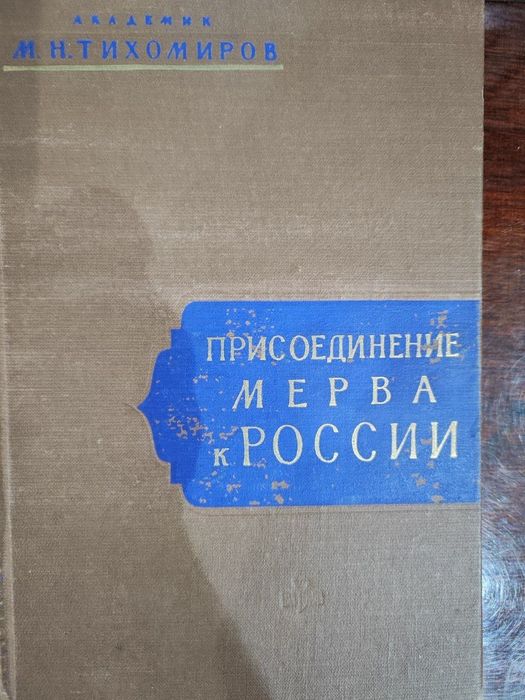 АКАДЕМИК
М. Н. ТИХОМИРОВ
ПРИСОЕДИНЕНИЕ
МЕРВА
к РОССИИ